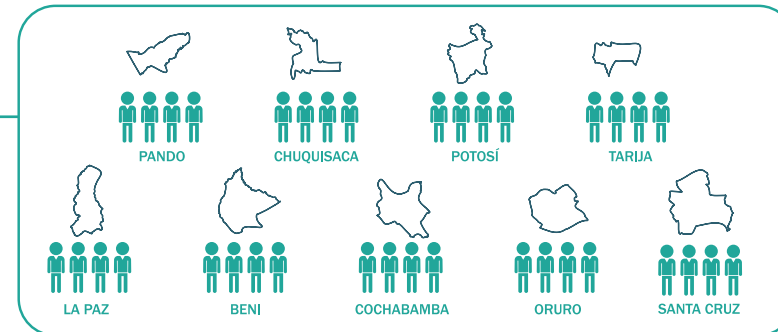 PANDO
CHUQUISACA
POTOSÍ
TARIJA
LA PAZ
BENI
COCHABAMBA
ORURO
SANTA CRUZ